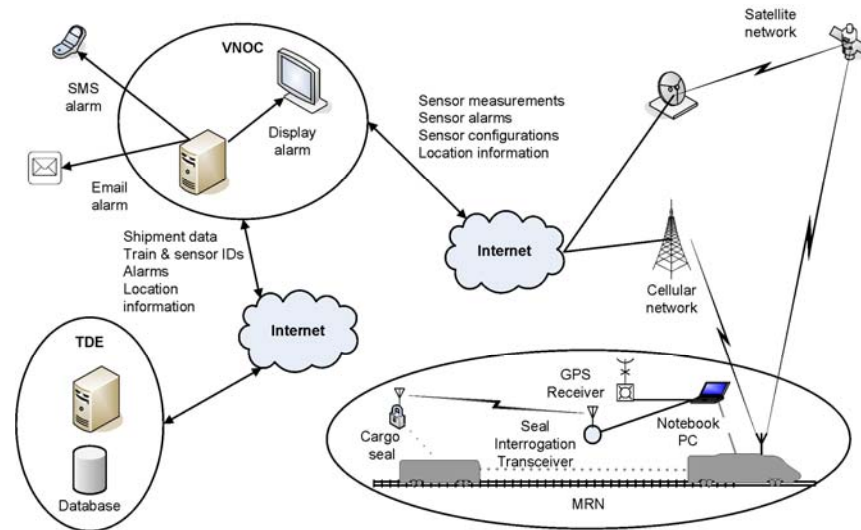 VNOC
SMS
alarm
Display
alarm
Email
alarm
Satellite
network
Sensor measurements
Sensor alarms
Sensor configurations
Location information
Shipment data
Train & sensor IDs
Alarms
Location
information
Internet
Cellular
network
Internet
TDE
Database
GPS
Receiver
Notebook
PC
Cargo
seal
Seal
Interrogation
Transceiver
MRN